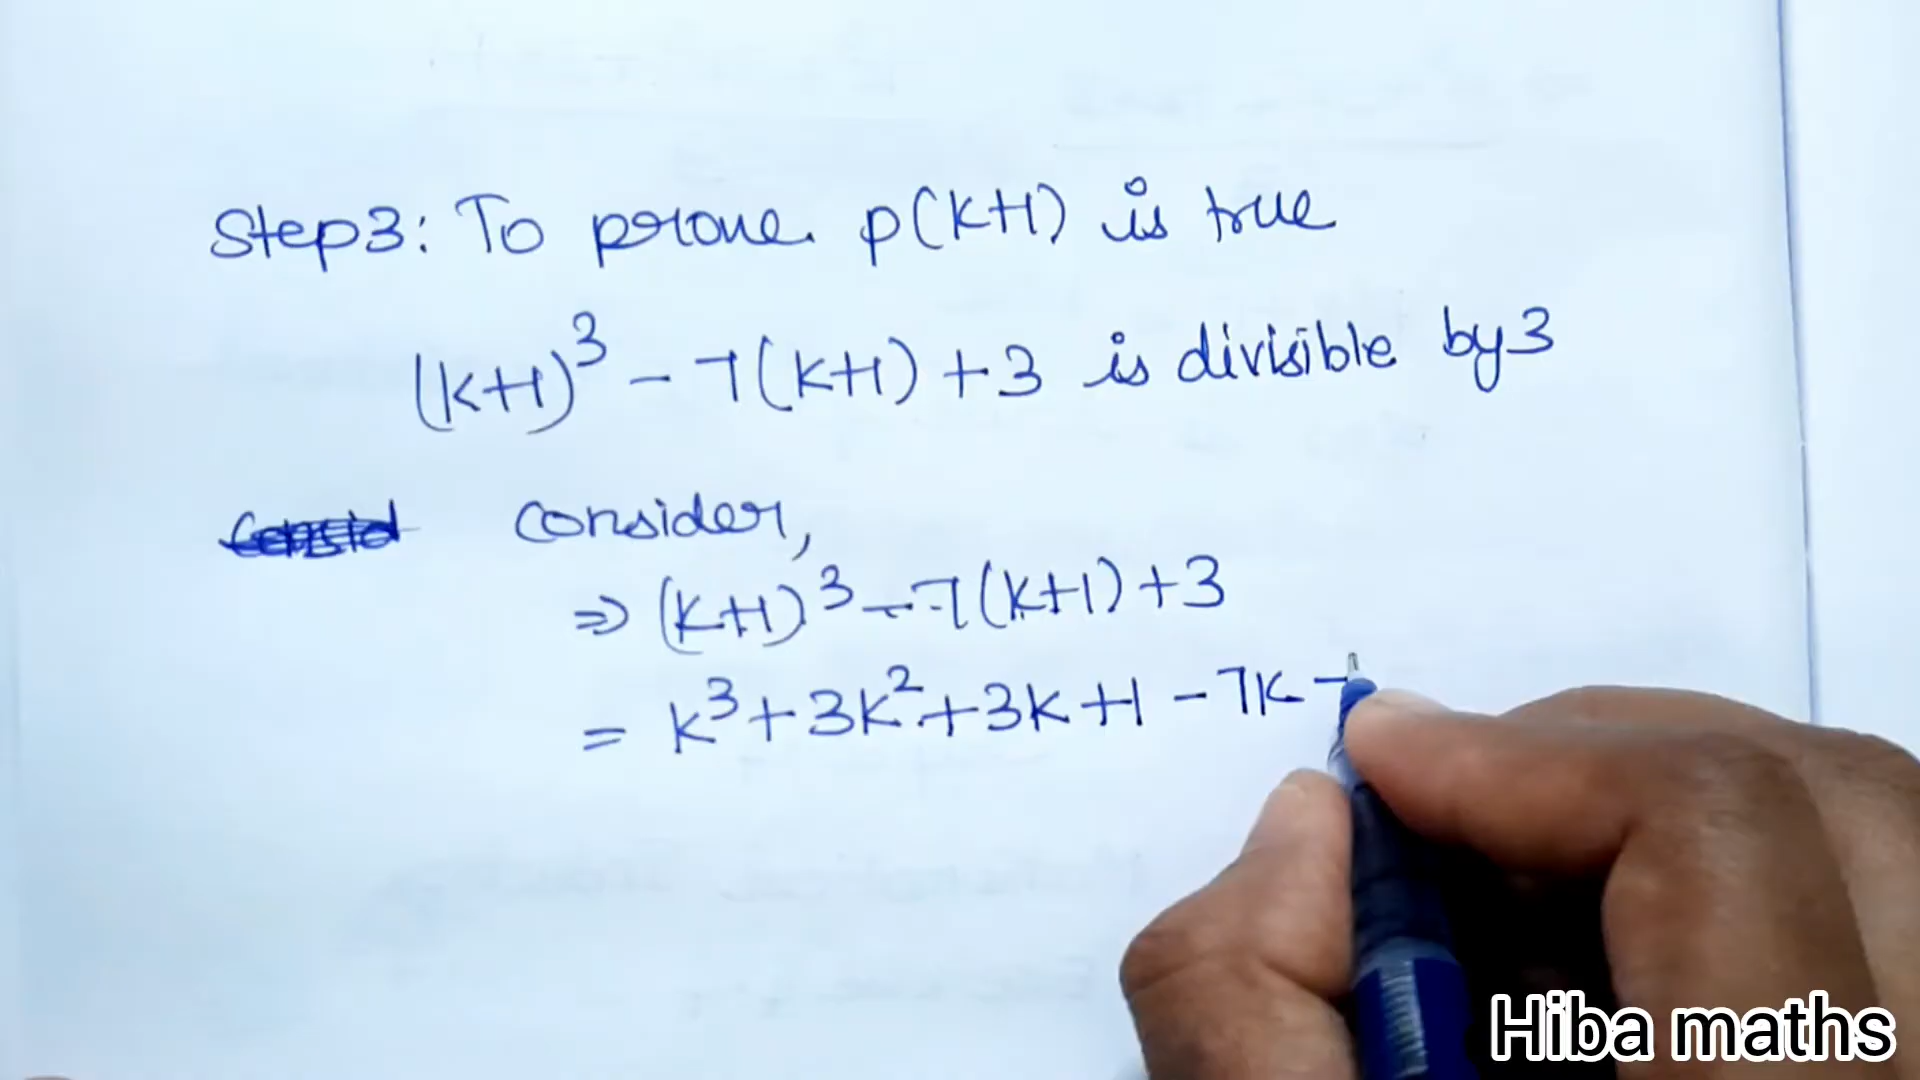 Step3: To prove P(k+1) is true
(k+1)³ - 7(k+1) + 3 is divisible by 3
consider,
⇒ (k+1)³ - 7(k+1) + 3
= k³ + 3k² + 3k + 1 - 7k -
Hiba maths